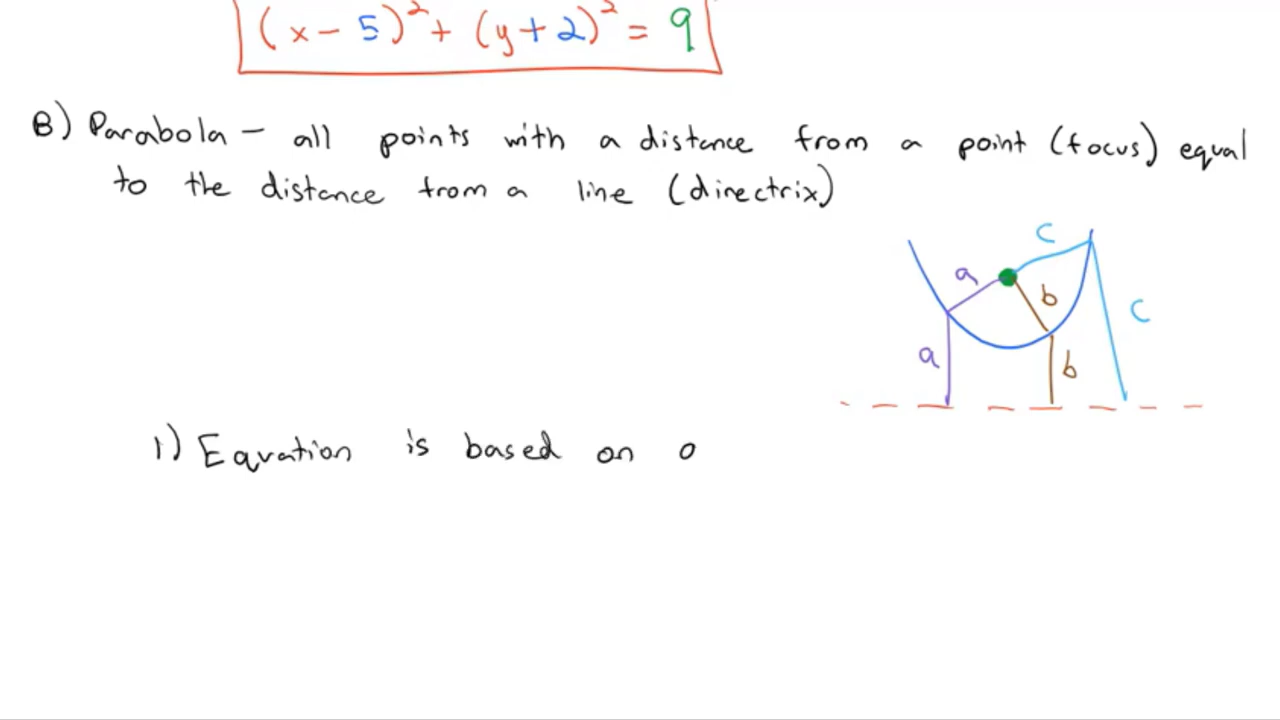 (x - 5)² + (y + 2)² = 9
B) Parabola - all points with a distance from a point (focus) equal
to the distance from a line (directrix)
c
a
b
c
a
b
1) Equation is based on a